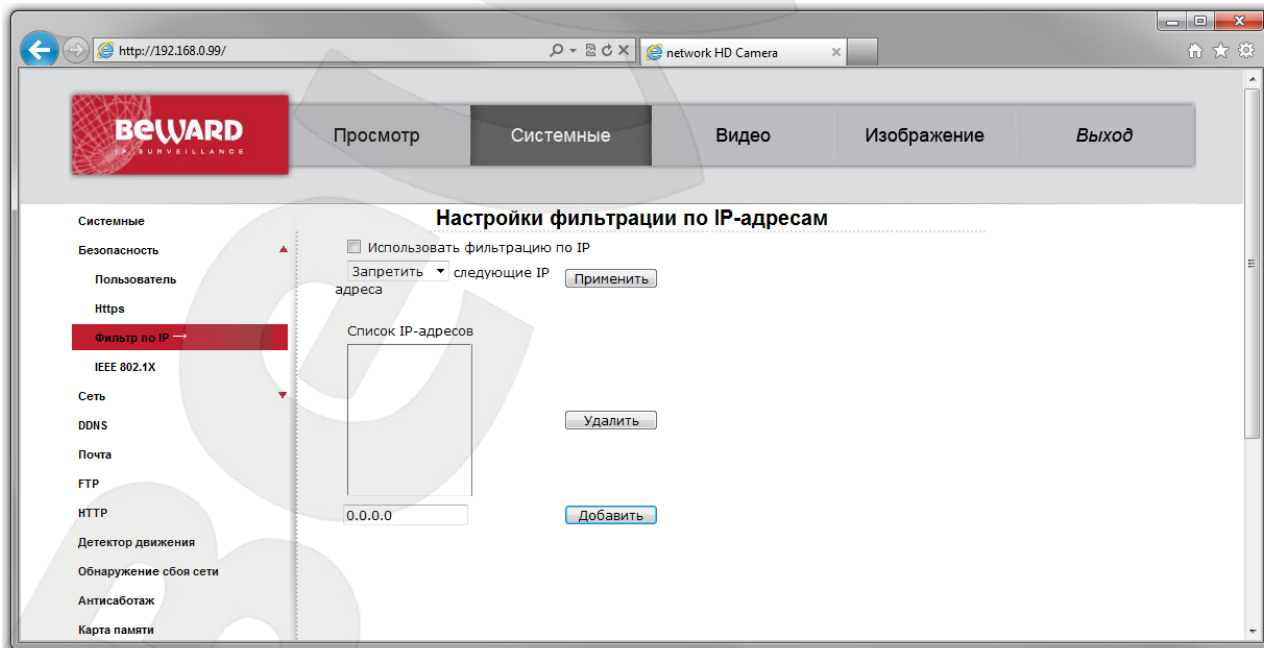 http://192.168.0.99/
network HD Camera
BEWARD
IP SURVEILLANCE
Просмотр
Системные
Видео
Изображение
Выход
Настройки фильтрации по IP-адресам
Системные
Безопасность
Пользователь
Https
Фильтр по IP →
IEEE 802.1X
Сеть
DDNS
Почта
FTP
HTTP
Детектор движения
Обнаружение сбоя сети
Антисаботаж
Карта памяти
Использовать фильтрацию по IP
Запретить следующие IP
адреса
Применить
Список IP-адресов
Удалить
0.0.0.0
Добавить